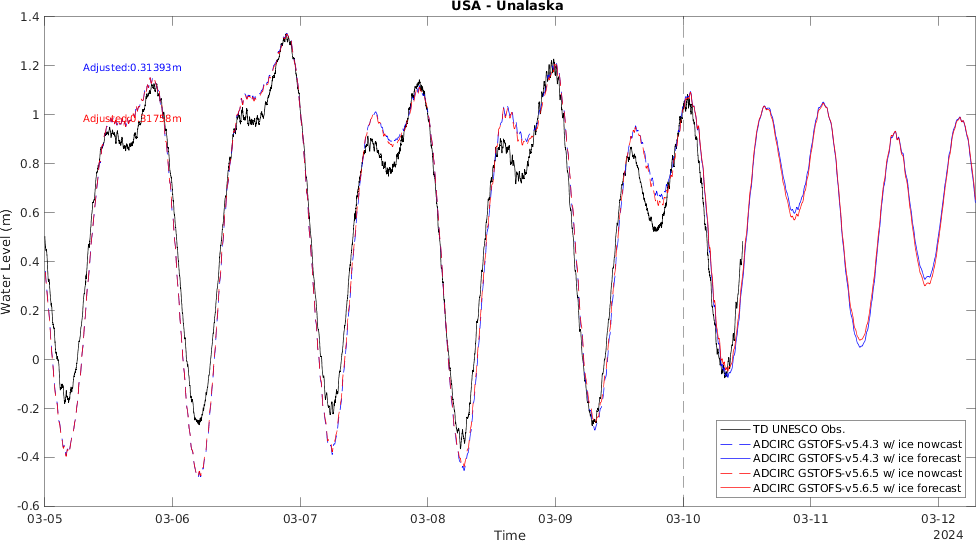 USA - Unalaska
1.4
1.2
1
0.8
0.6
0.4
0.2
0
-0.2
-0.4
-0.6
Water Level (m)
Adjusted:0.31393m
Adjusted:0.31758m
TD UNESCO Obs.
ADCIRC GSTOFS-v5.4.3 w/ ice nowcast
ADCIRC GSTOFS-v5.4.3 w/ ice forecast
ADCIRC GSTOFS-v5.6.5 w/ ice nowcast
ADCIRC GSTOFS-v5.6.5 w/ ice forecast
03-05 03-06 03-07 03-08 03-09 03-10 03-11 03-12
Time
2024